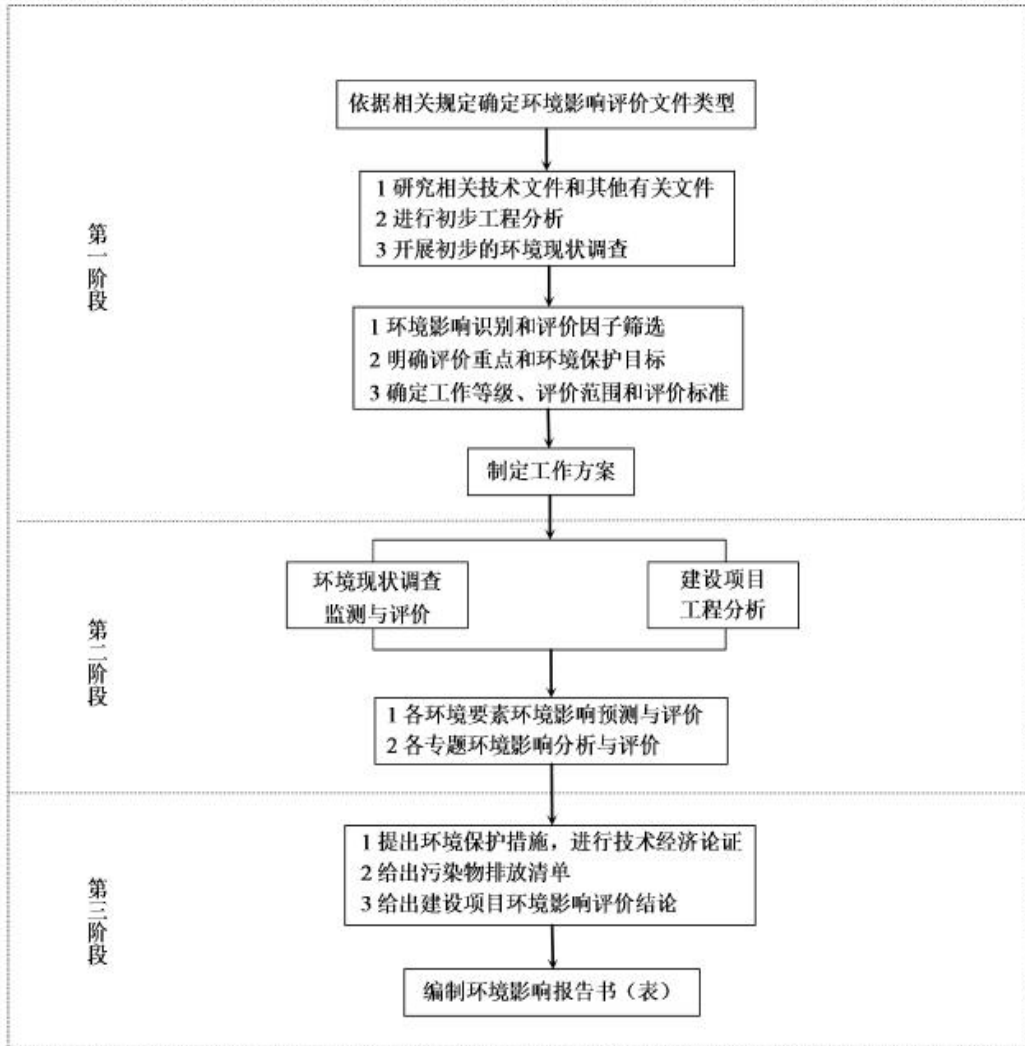 依据相关规定确定环境影响评价文件类型
第一阶段
1 研究相关技术文件和其他有关文件
2 进行初步工程分析
3 开展初步的环境现状调查
1 环境影响识别和评价因子筛选
2 明确评价重点和环境保护目标
3 确定工作等级、评价范围和评价标准
制定工作方案
第二阶段
环境现状调查
监测与评价
建设项目
工程分析
1 各环境要素环境影响预测与评价
2 各专题环境影响分析与评价
第三阶段
1 提出环境保护措施，进行技术经济论证
2 给出污染物排放清单
3 给出建设项目环境影响评价结论
编制环境影响报告书（表）